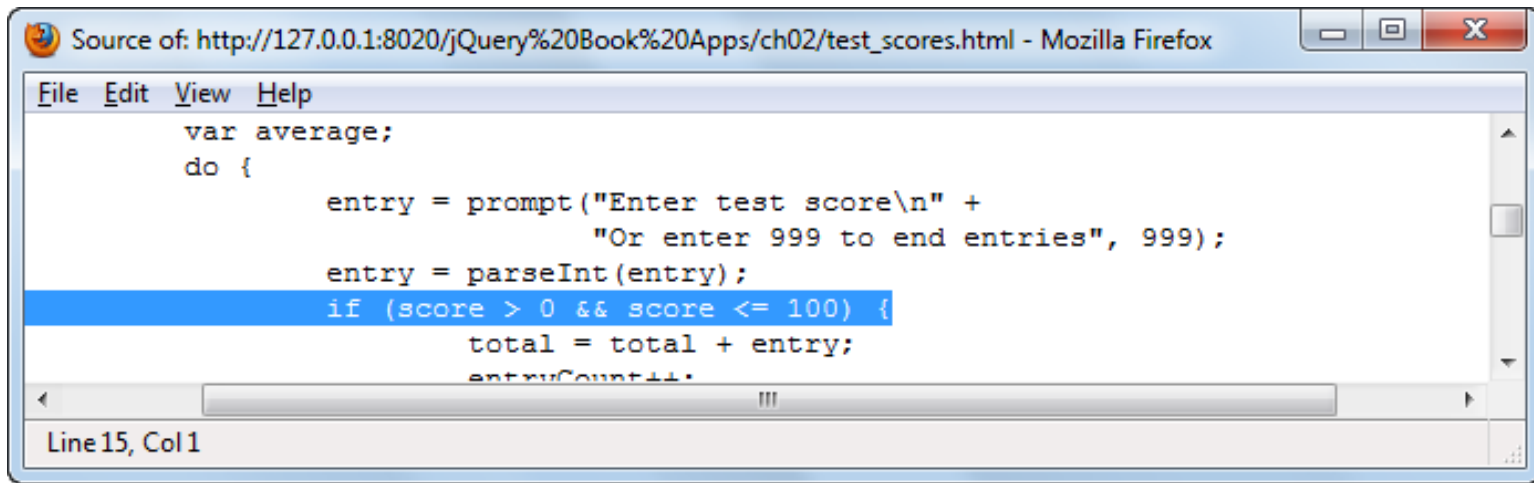 Source of: http://127.0.0.1:8020/jQuery%20Book%20Apps/ch02/test_scores.html - Mozilla Firefox
File Edit View Help
var average;
do {
entry = prompt("Enter test score\n" +
"Or enter 999 to end entries", 999);
entry = parseInt(entry);
if (score > 0 && score <= 100) {
total = total + entry;
entryCount++;
Line 15, Col 1